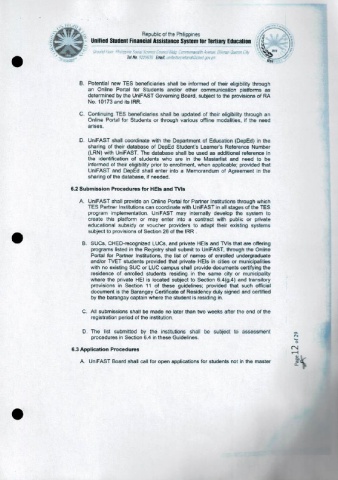 Republic of the Philippines
Unified Student Financial Assistance System for Tertiary Education
B. Potential new TES beneficiaries shall be informed of their eligibility through
an Online Portal for Students and/or other communication platforms as
determined by the UniFAST Governing Board, subject to the provisions of RA
No. 10173 and its IRR.
C. Continuing TES beneficiaries shall be updated of their eligibility through an
Online Portal for Students or through various offline modalities, if the need
arises.
D. UniFAST shall coordinate with the Department of Education (DepEd) in the
sharing of their database of DepEd Student's Learner's Reference Number
(LRN) with UniFAST. The database shall be used as additional reference in
the identification of students who are in the Masterlist and need to be
informed of their eligibility prior to enrollment, when applicable; provided that
UniFAST and DepEd shall enter into a Memorandum of Agreement in the
sharing of the database, if needed.
6.2 Submission Procedures for HEIs and TVIs
A. UniFAST shall provide an Online Portal for Partner Institutions through which
TES Partner Institutions can coordinate with UniFAST in all stages of the TES
program implementation. UniFAST may internally develop the system to
create this platform or may enter into a contract with public or private
educational subsidy or voucher providers to adapt their existing systems
subject to provisions of Section 26 of the IRR.
B. SUCs, CHED-recognized LUCs, and private HEIs and TVIs that are offering
programs listed in the Registry shall submit to UniFAST, through the Online
Portal for Partner Institutions, the list of names of enrolled undergraduate
and/or TVET students provided that private HEIs in cities or municipalities
with no existing SUC or LUC campus shall provide documents certifying the
residence of enrolled students residing in the same city or municipality
where the private HEI is located subject to Section 8 and transitory
provisions in Section 11 of these guidelines; provided that such official
document is the Barangay Certificate of Residency duly signed and certified
by the barangay captain where the student is residing in.
C. All submissions shall be made no later than two weeks after the end of the
registration period of the institution.
D. The list submitted by the institutions shall be subject to assessment
procedures in Section 6.4 in these Guidelines.
6.3 Application Procedures
A. UniFAST Board shall call for open applications for students not in the master
Page 12 of 29